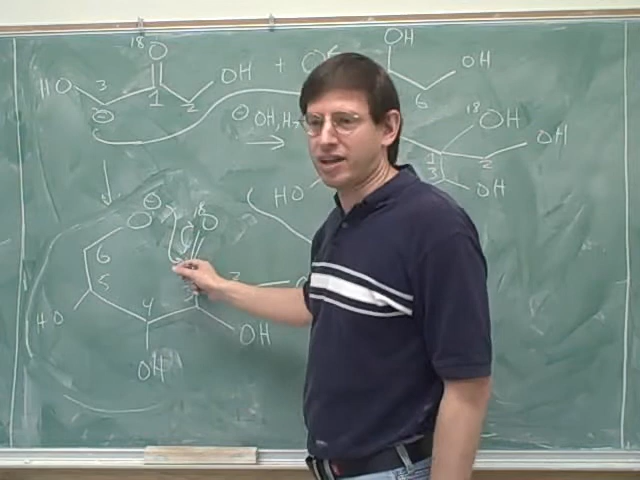 18
O
OH
HO 3 OH + O
⊖ 1 2
OH
6
⊖ OH, H₂
18 OH
OH
→
1 2
3
HO OH
⊖ 18
O O
6
5
4 3
HO OH
OH